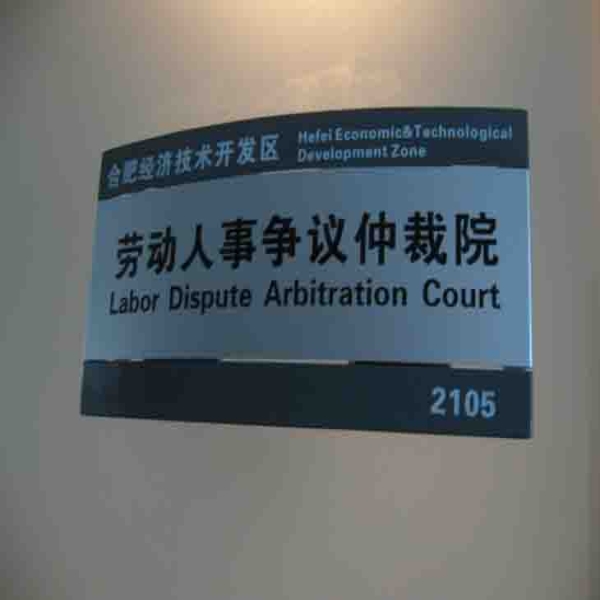 合肥经济技术开发区
Hefei Economic&Technological
Development Zone
劳动人事争议仲裁院
Labor Dispute Arbitration Court
2105